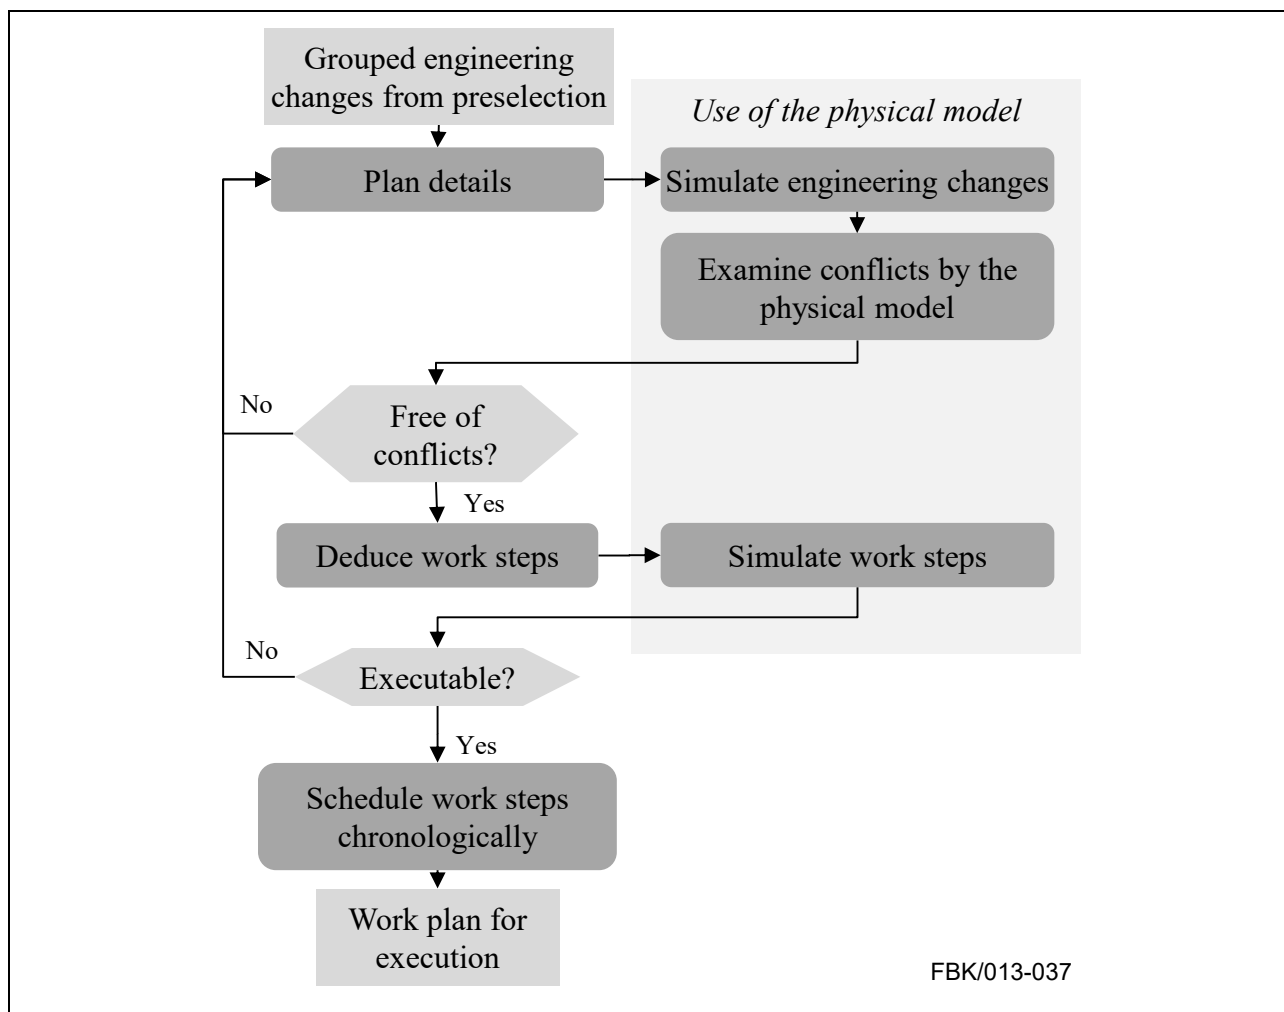 Grouped engineering
changes from preselection
Use of the physical model
Plan details
Simulate engineering changes
Examine conflicts by the
physical model
No
Free of
conflicts?
Yes
Deduce work steps
Simulate work steps
No
Executable?
Yes
Schedule work steps
chronologically
Work plan for
execution
FBK/013-037